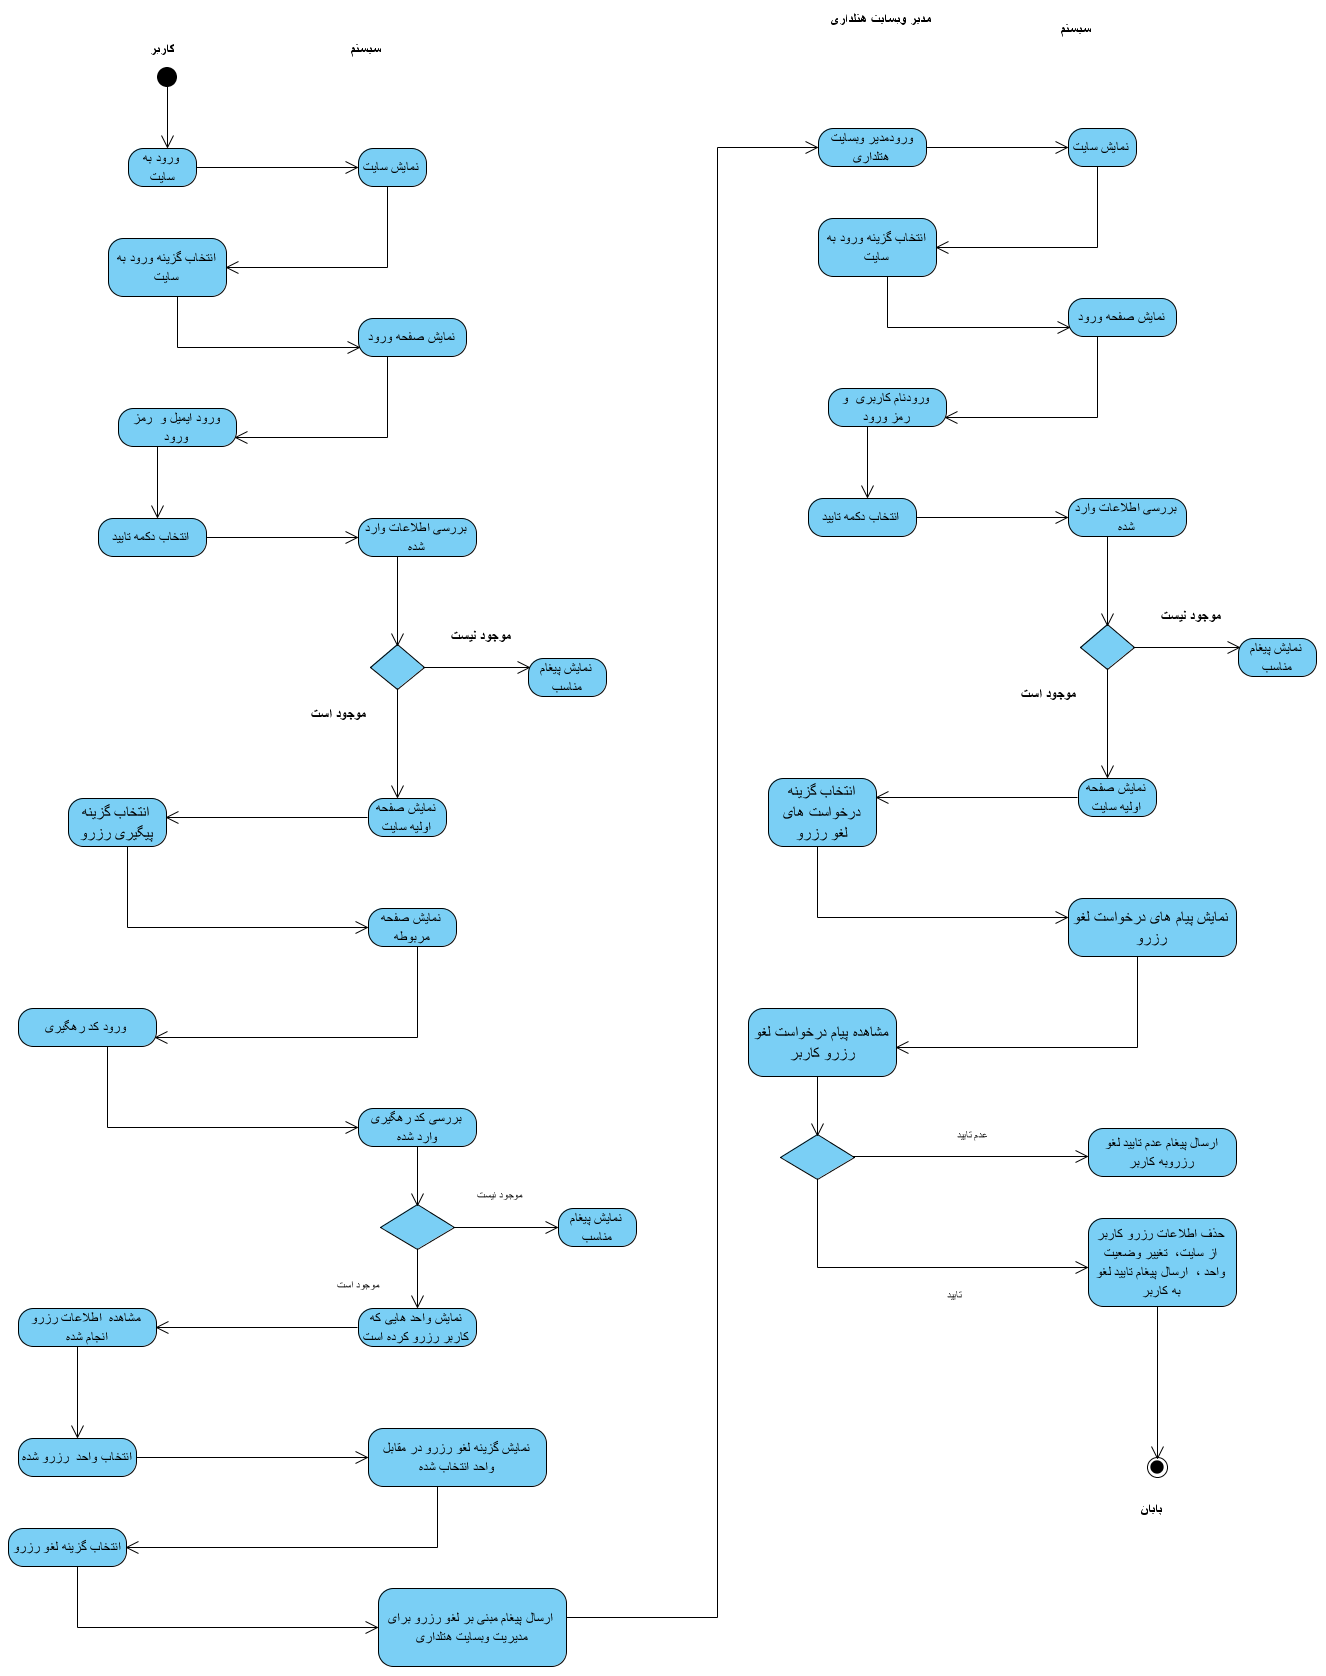 کاربر
سیستم
ورود به
سایت
نمایش سایت
انتخاب گزینه ورود به
سایت
نمایش صفحه ورود
ورود ایمیل و رمز
ورود
انتخاب دکمه تایید
بررسی اطلاعات وارد
شده
موجود نیست
نمایش پیغام
مناسب
موجود است
نمایش صفحه
اولیه سایت
انتخاب گزینه
پیگیری رزرو
نمایش صفحه
مربوطه
ورود کد رهگیری
بررسی کد رهگیری
وارد شده
موجود نیست
نمایش پیغام
مناسب
موجود است
نمایش واحد هایی که
کاربر رزرو کرده است
مشاهده اطلاعات رزرو
انجام شده
انتخاب واحد رزرو شده
نمایش گزینه لغو رزرو در مقابل
واحد انتخاب شده
انتخاب گزینه لغو رزرو
ارسال پیغام مبنی بر لغو رزرو برای
مدیریت وبسایت هتلداری
مدیر وبسایت هتلداری
سیستم
ورودمدیر وبسایت
هتلداری
نمایش سایت
انتخاب گزینه ورود به
سایت
نمایش صفحه ورود
ورودنام کاربری و
رمز ورود
انتخاب دکمه تایید
بررسی اطلاعات وارد
شده
موجود نیست
نمایش پیغام
مناسب
موجود است
نمایش صفحه
اولیه سایت
انتخاب گزینه
درخواست های
لغو رزرو
نمایش پیام های درخواست لغو
رزرو
مشاهده پیام درخواست لغو
رزرو کاربر
عدم تایید
ارسال پیغام عدم تایید لغو
رزروبه کاربر
حذف اطلاعات رزرو کاربر
از سایت، تغییر وضعیت
واحد ، ارسال پیغام تایید لغو
به کاربر
تایید
پایان